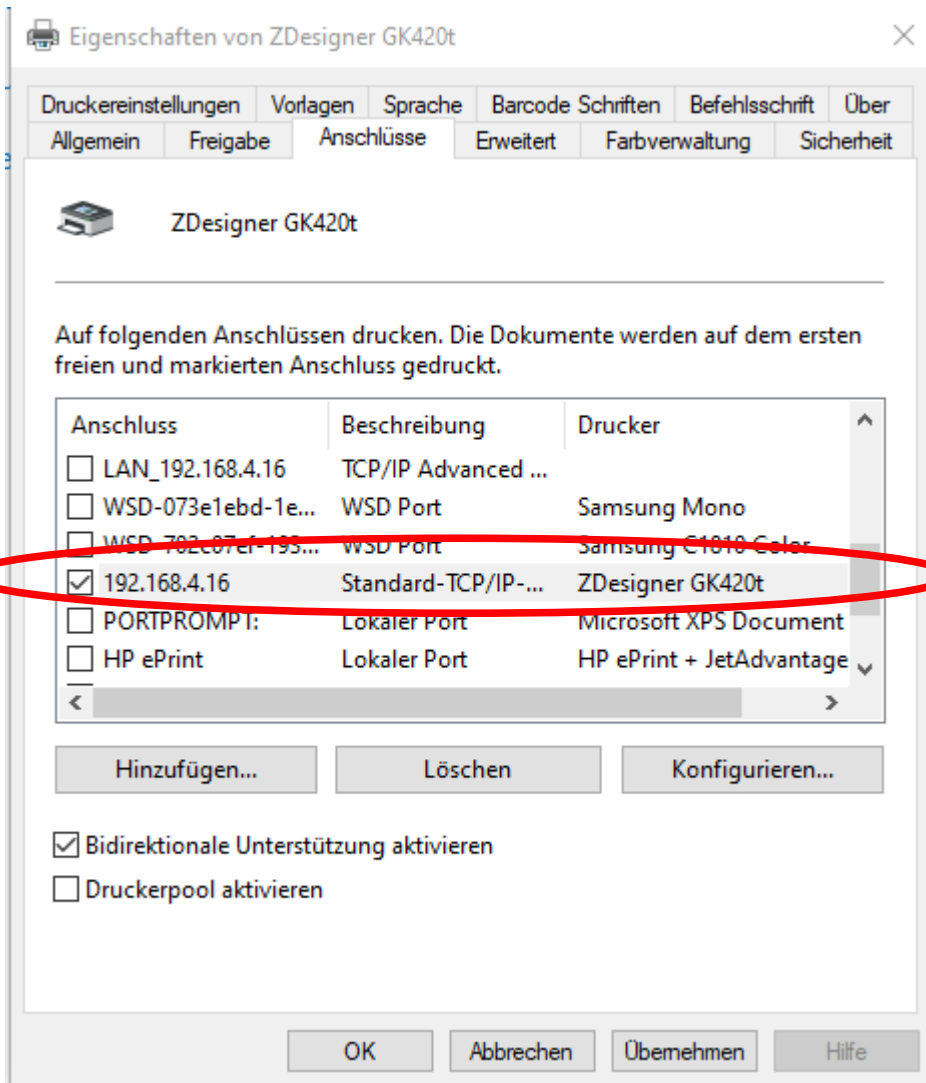 Eigenschaften von ZDesigner GK420t
Druckereinstellungen Vorlagen Sprache Barcode Schriften Befehlsschrift Über
Allgemein Freigabe Anschlüsse Erweitert Farbverwaltung Sicherheit
ZDesigner GK420t
Auf folgenden Anschlüssen drucken. Die Dokumente werden auf dem ersten
freien und markierten Anschluss gedruckt.
Anschluss Beschreibung Drucker
LAN_192.168.4.16 TCP/IP Advanced ...
WSD-073e1ebd-1e... WSD Port Samsung Mono
WSD Port Samsung C1810 Color
192.168.4.16 Standard-TCP/IP-... ZDesigner GK420t
PORTPROMPT: Lokaler Port Microsoft XPS Document
HP ePrint Lokaler Port HP ePrint + JetAdvantage
Hinzufügen... Löschen Konfigurieren...
Bidirektionale Unterstützung aktivieren
Druckerpool aktivieren
OK Abbrechen Übernehmen Hilfe